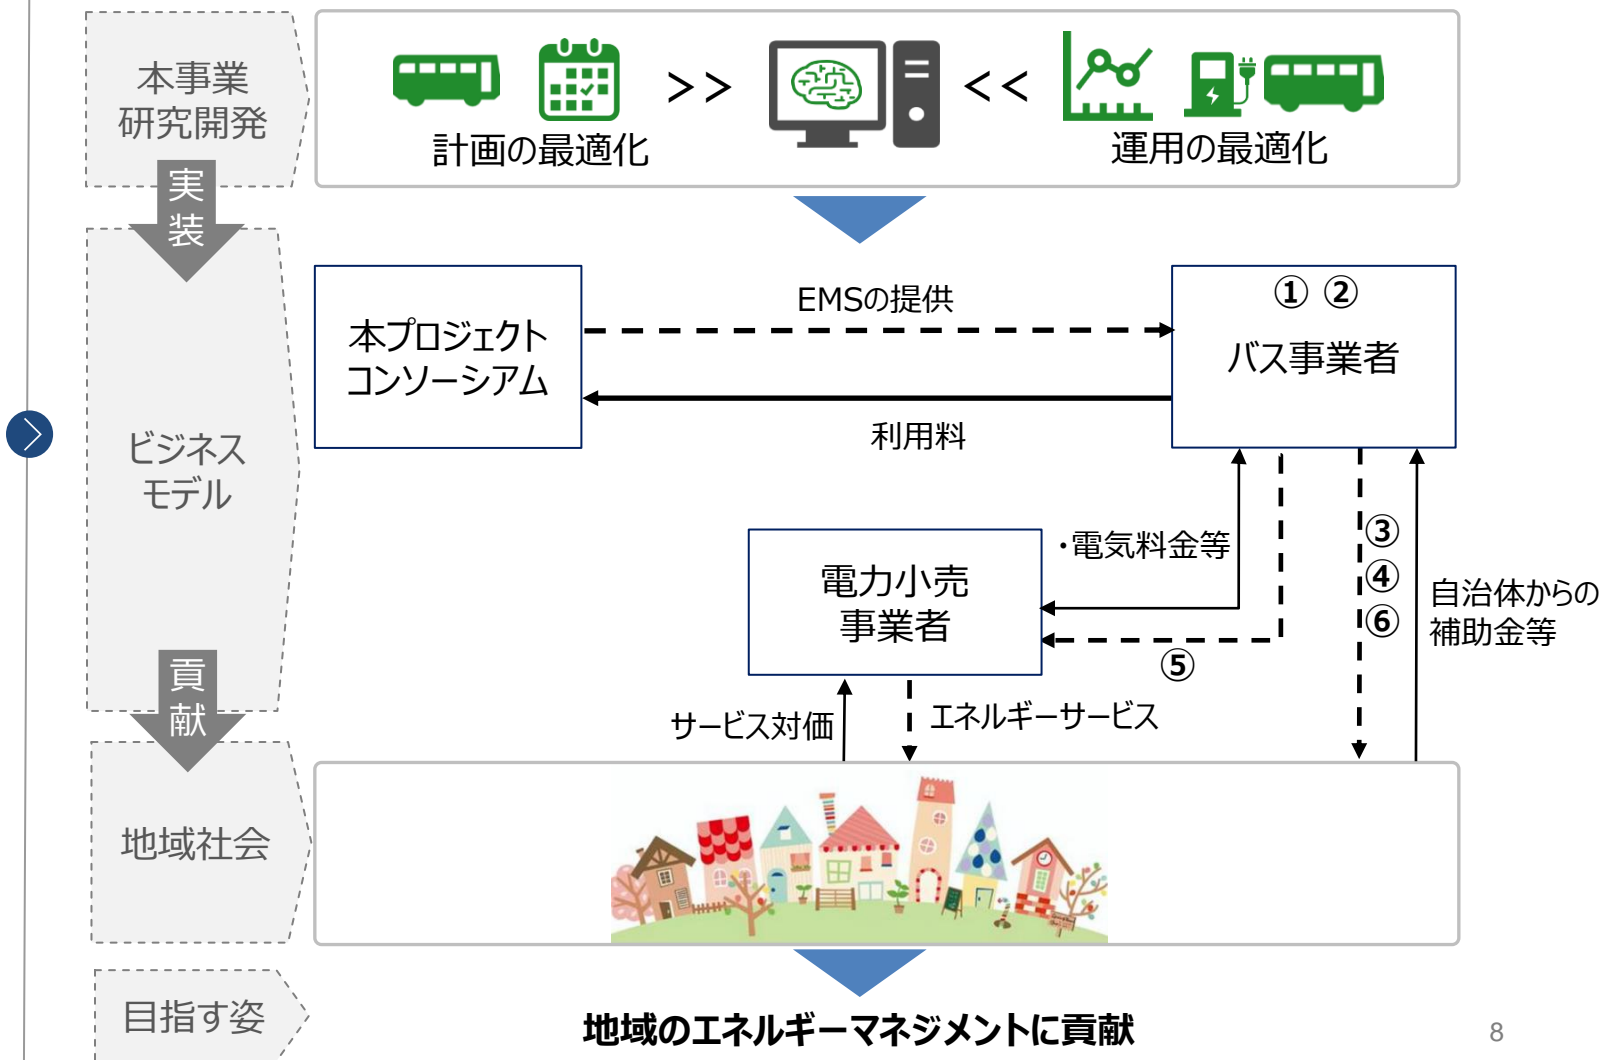 本事業
研究開発
計画の最適化
>>
<<
運用の最適化
実
装
ビジネス
モデル
本プロジェクト
コンソーシアム
EMSの提供
利用料
① ②
バス事業者
・電気料金等
電力小売
事業者
⑤
③
④
⑥
自治体からの
補助金等
サービス対価
エネルギーサービス
貢
献
地域社会
目指す姿
地域のエネルギーマネジメントに貢献
8